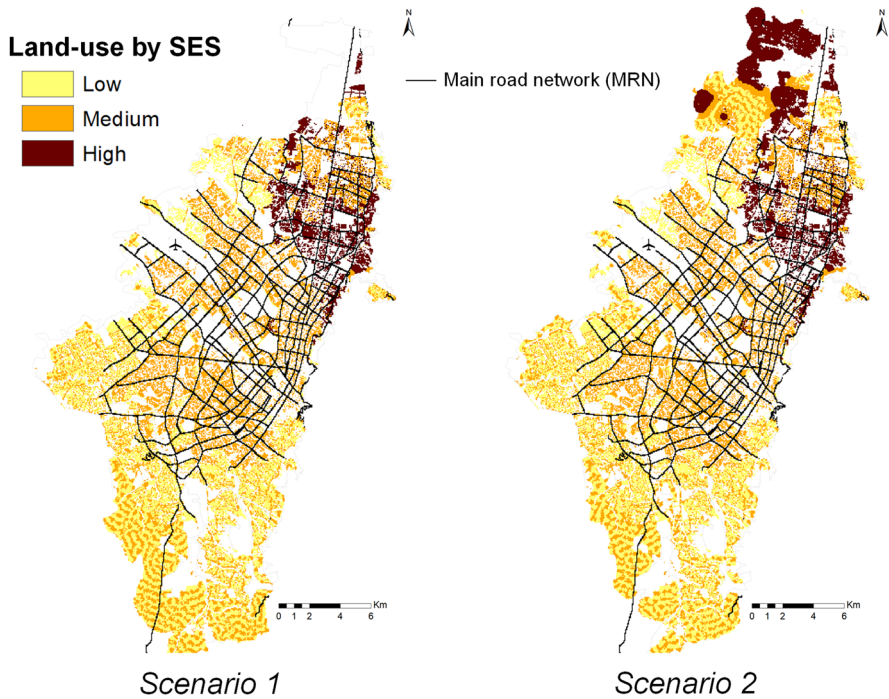 N
N
Land-use by SES
Low
Medium
High
Main road network (MRN)
Km
0 1 2 4 6
Km
0 1 2 4 6
Scenario 1
Scenario 2